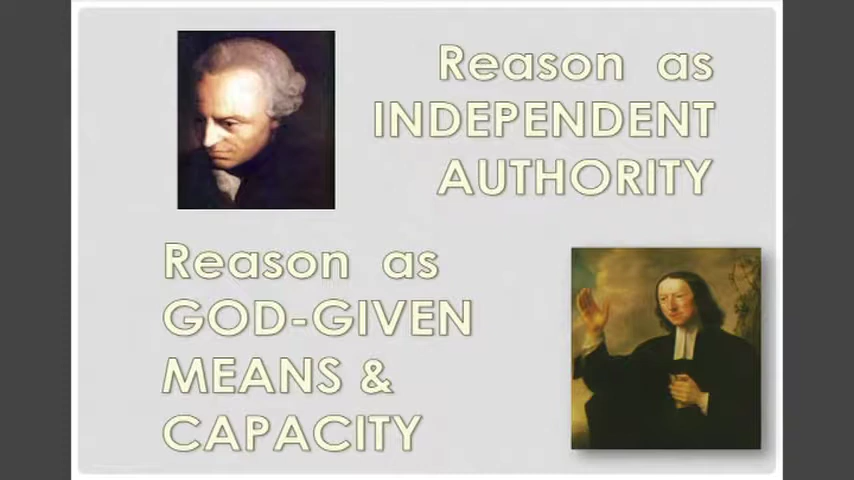 Reason as
INDEPENDENT
AUTHORITY
Reason as
GOD-GIVEN
MEANS &
CAPACITY